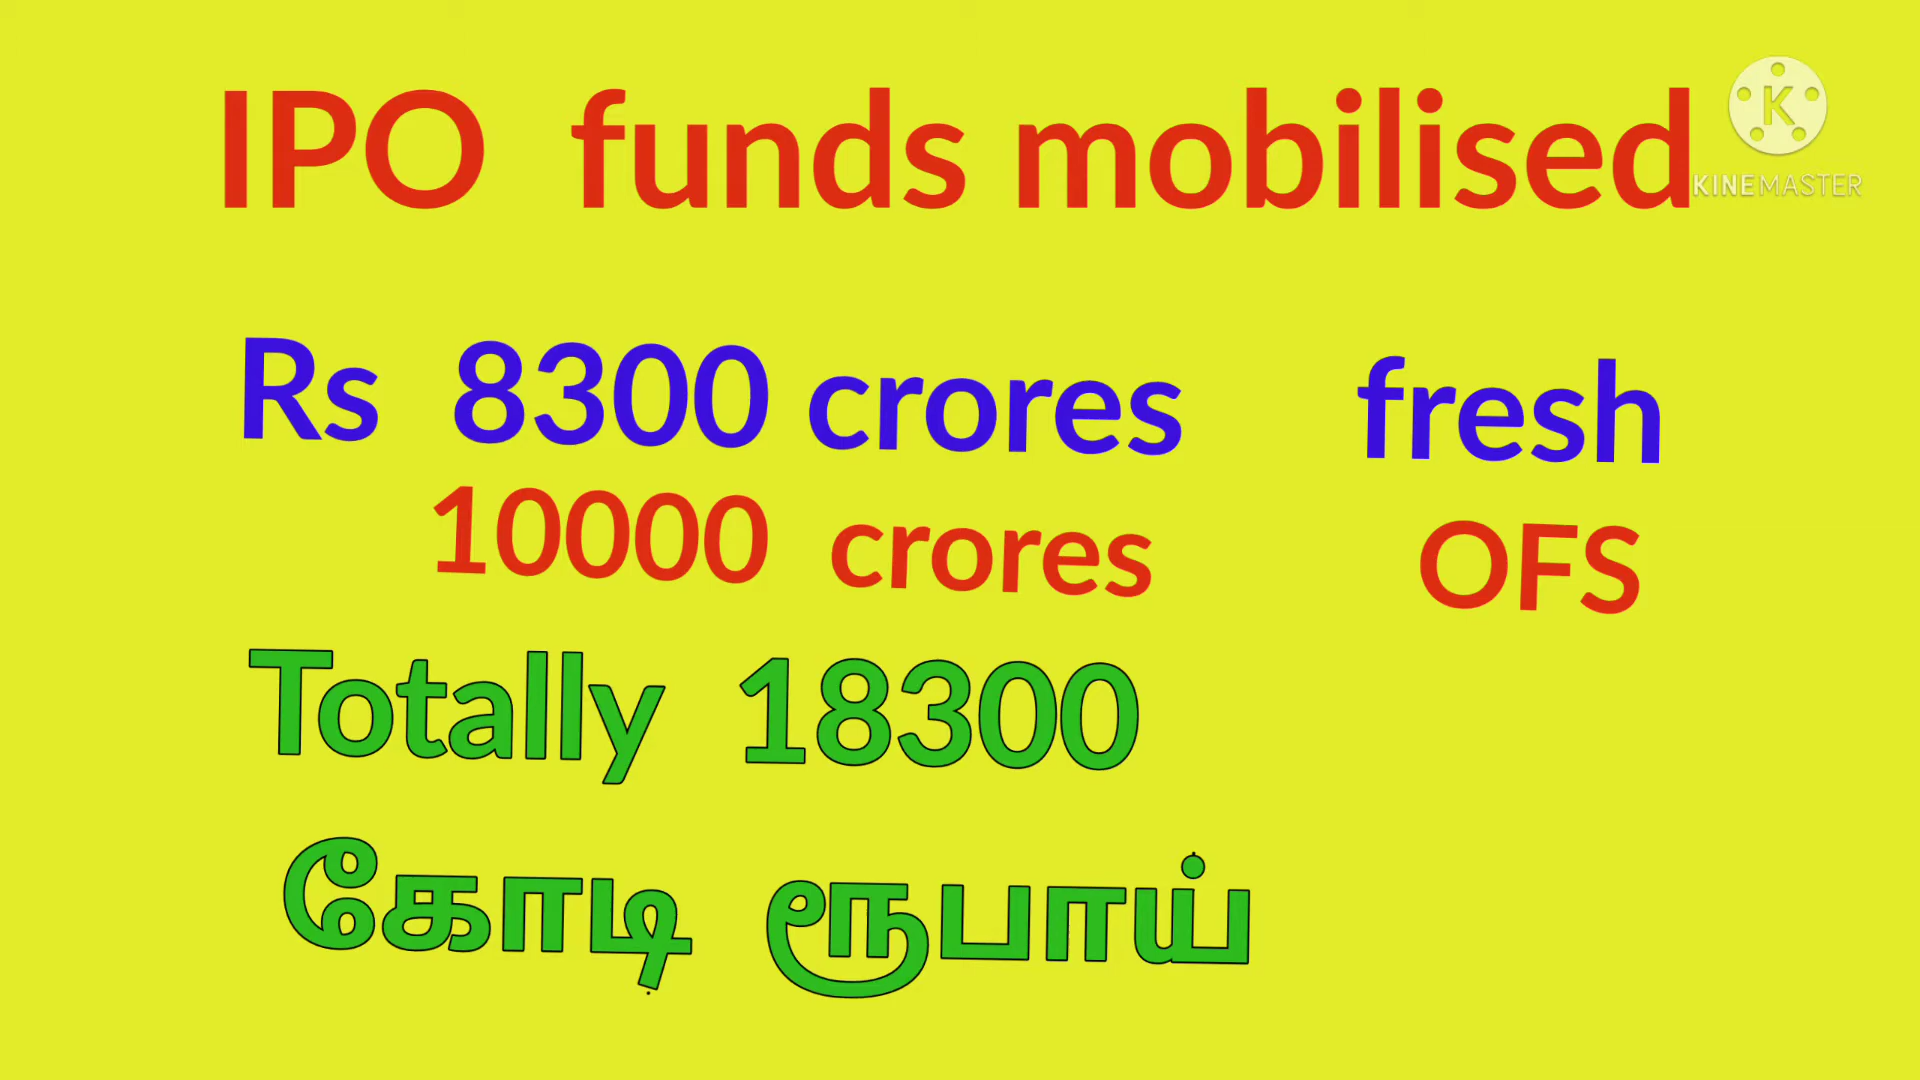 IPO funds mobilised
KINEMASTER
Rs 8300 crores fresh
10000 crores OFS
Totally 18300
கோடி ரூபாய்